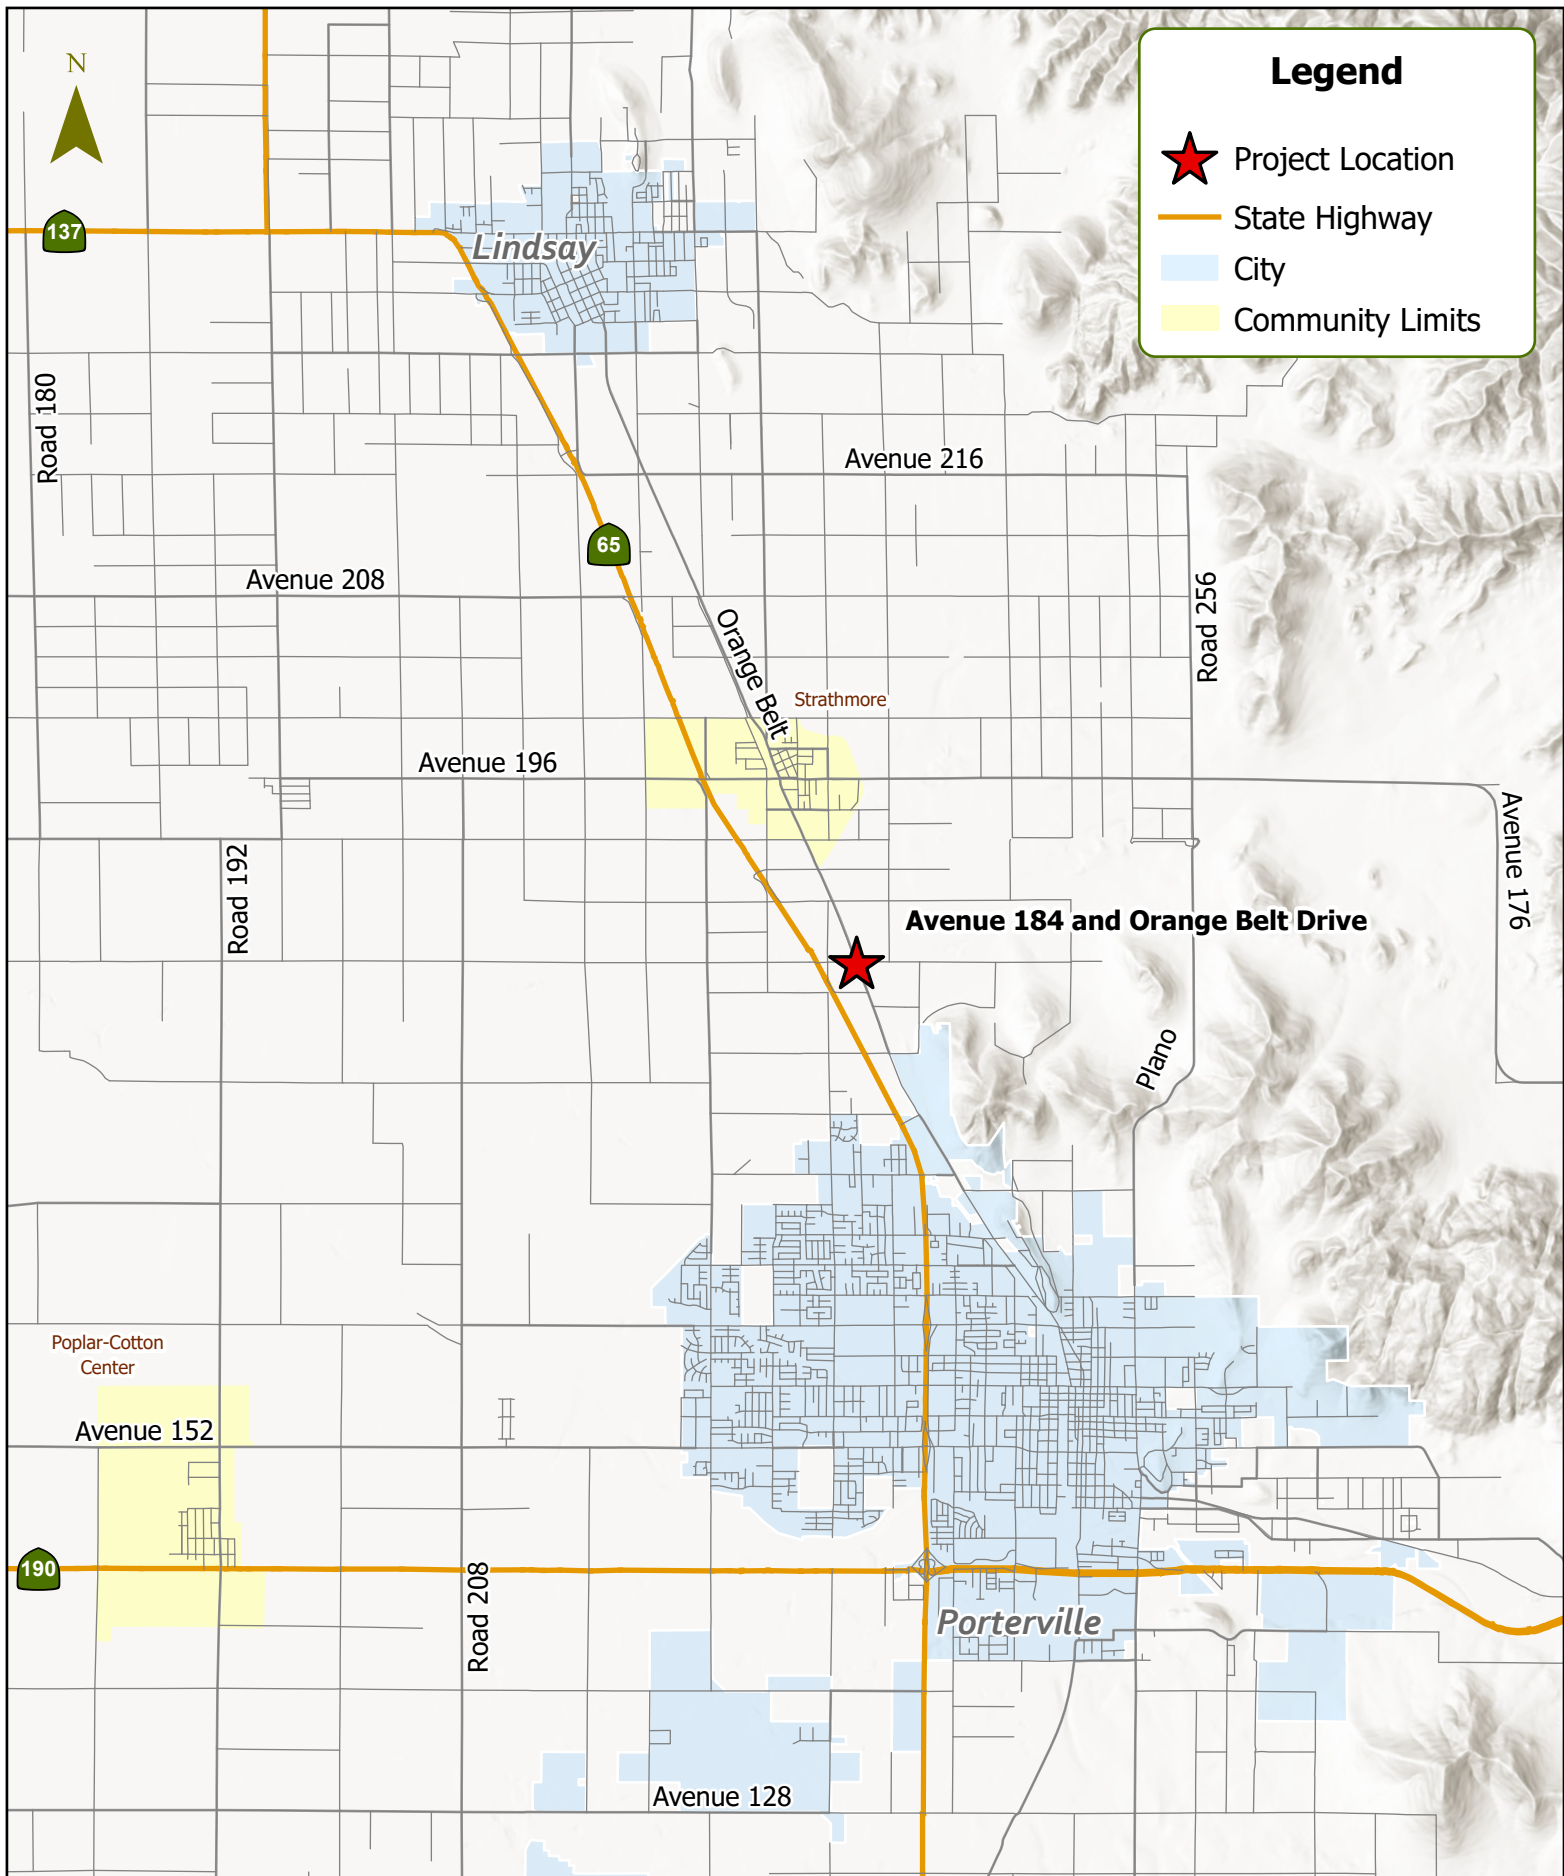 N
Legend
Project Location
State Highway
City
Community Limits
137
Lindsay
Road 180
Avenue 216
65
Avenue 208
Road 256
Orange Belt
Strathmore
Avenue 196
Avenue 176
Road 192
Avenue 184 and Orange Belt Drive
Plano
Poplar-Cotton
Center
Avenue 152
190
Road 208
Porterville
Avenue 128